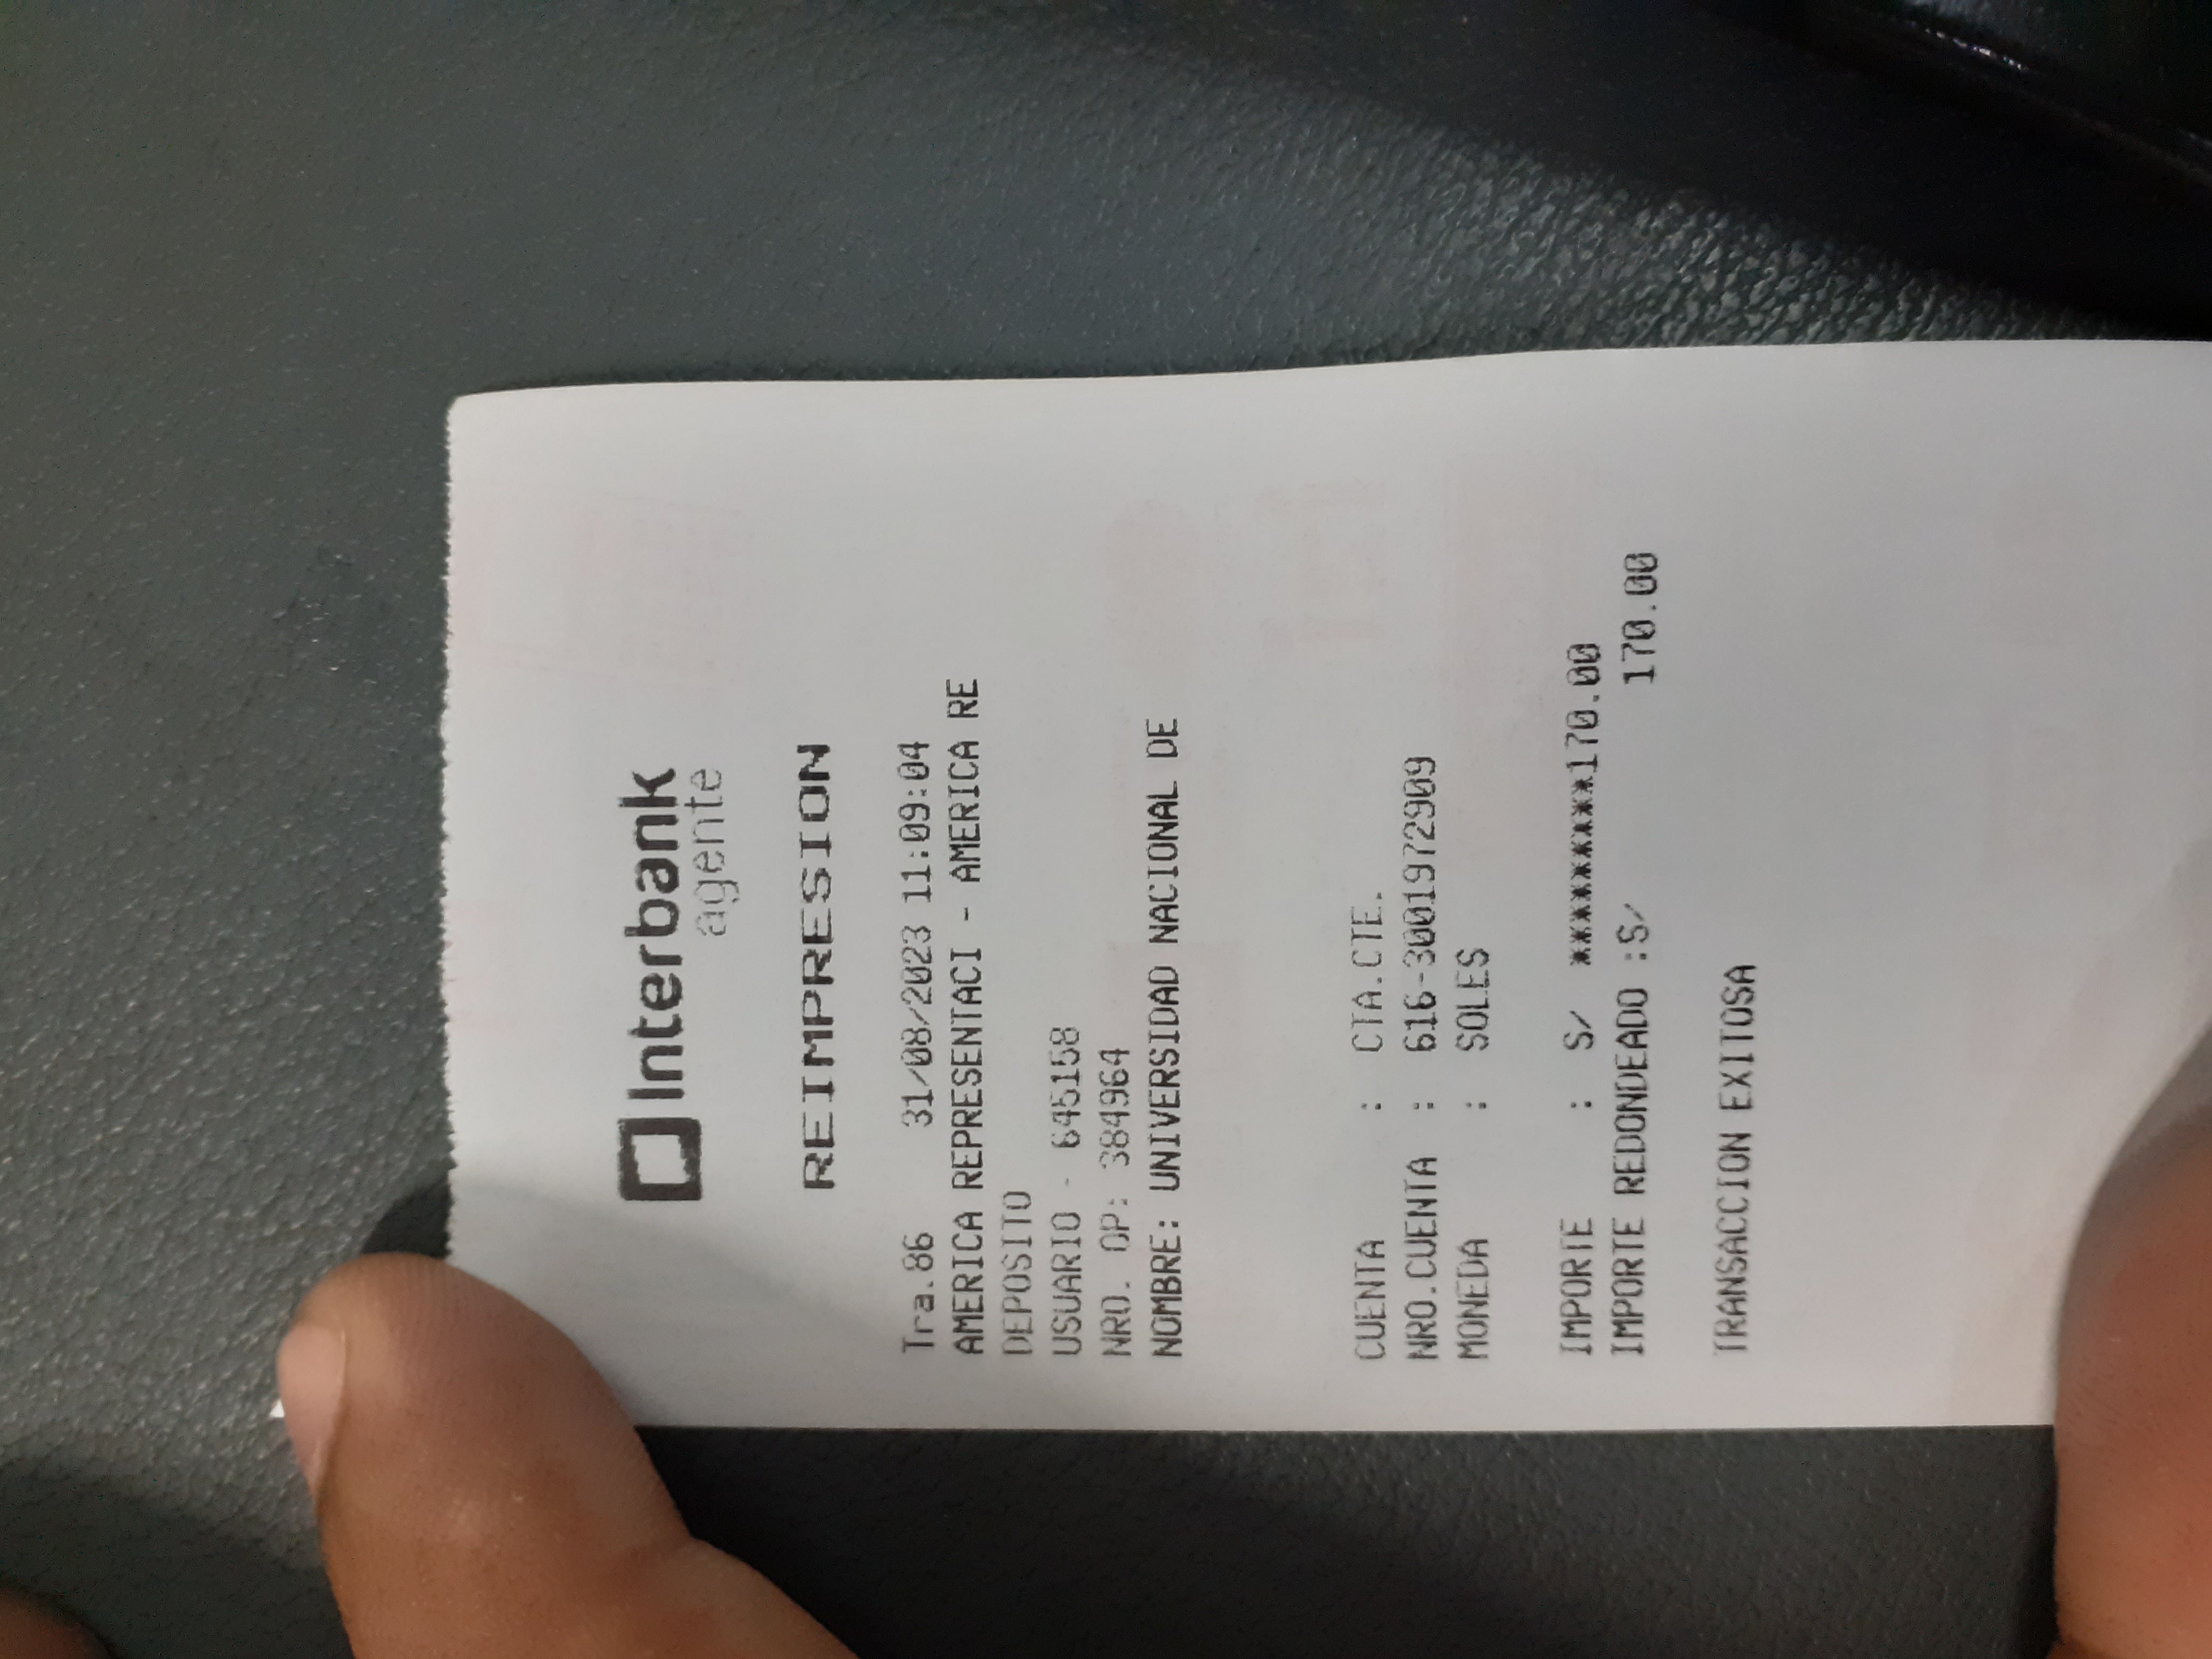 Interbank
agente
REIMPRESION
Tra.86 31/08/2023 11:09:04
AMERICA REPRESENTACI - AMERICA RE
DEPOSITO
USUARIO - 645158
NRO. OP: 384964
NOMBRE: UNIVERSIDAD NACIONAL DE
CUENTA : CTA.CTE.
NRO.CUENTA : 616-3001972909
MONEDA : SOLES
IMPORTE : S/ *********170.00
IMPORTE REDONDEADO :S/ 170.00
TRANSACCION EXITOSA